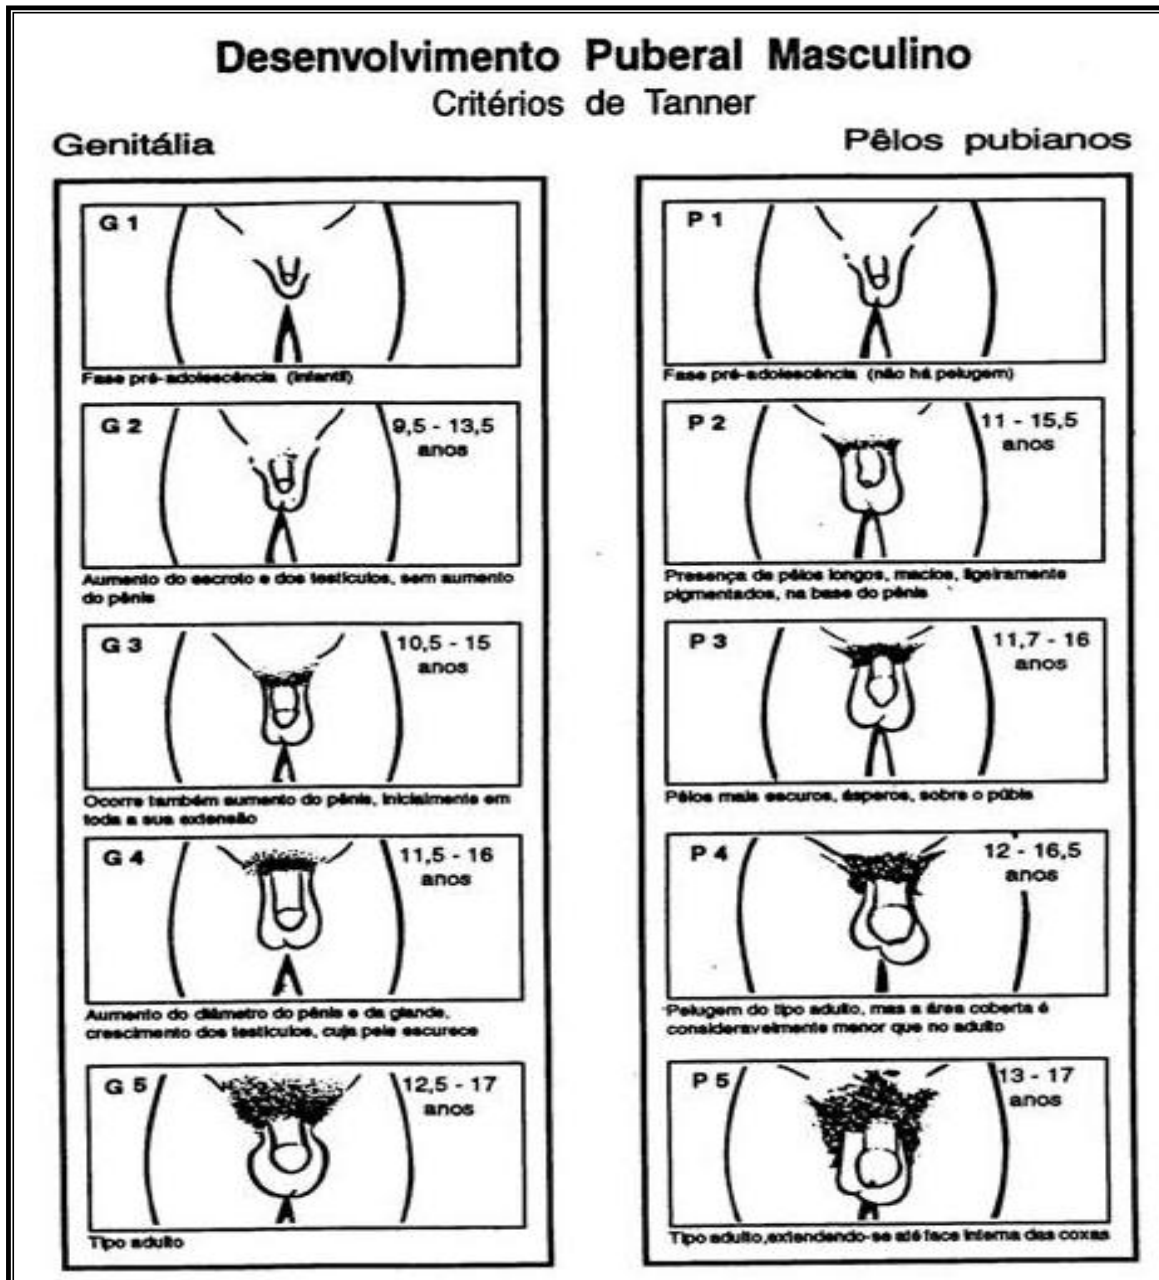 Desenvolvimento Puberal Masculino
Critérios de Tanner
Genitália
G 1
Fase pré-adolescência (infantil)
G 2
9,5 - 13,5
anos
Aumento do escroto e dos testículos, sem aumento
do pênis
G 3
10,5 - 15
anos
Ocorre também aumento do pênis, inicialmente em
toda a sua extensão
G 4
11,5 - 16
anos
Aumento do diâmetro do pênis e da glande,
crescimento dos testículos, cuja pele escurece
G 5
12,5 - 17
anos
Tipo adulto
Pêlos pubianos
P 1
Fase pré-adolescência (não há pelugem)
P 2
11 - 15,5
anos
Presença de pêlos longos, macios, ligeiramente
pigmentados, na base do pênis
P 3
11,7 - 16
anos
Pêlos mais escuros, ásperos, sobre o púbis
P 4
12 - 16,5
anos
Pelugem do tipo adulto, mas a área coberta é
consideravelmente menor que no adulto
P 5
13 - 17
anos
Tipo adulto,extendendo-se até face interna das coxas